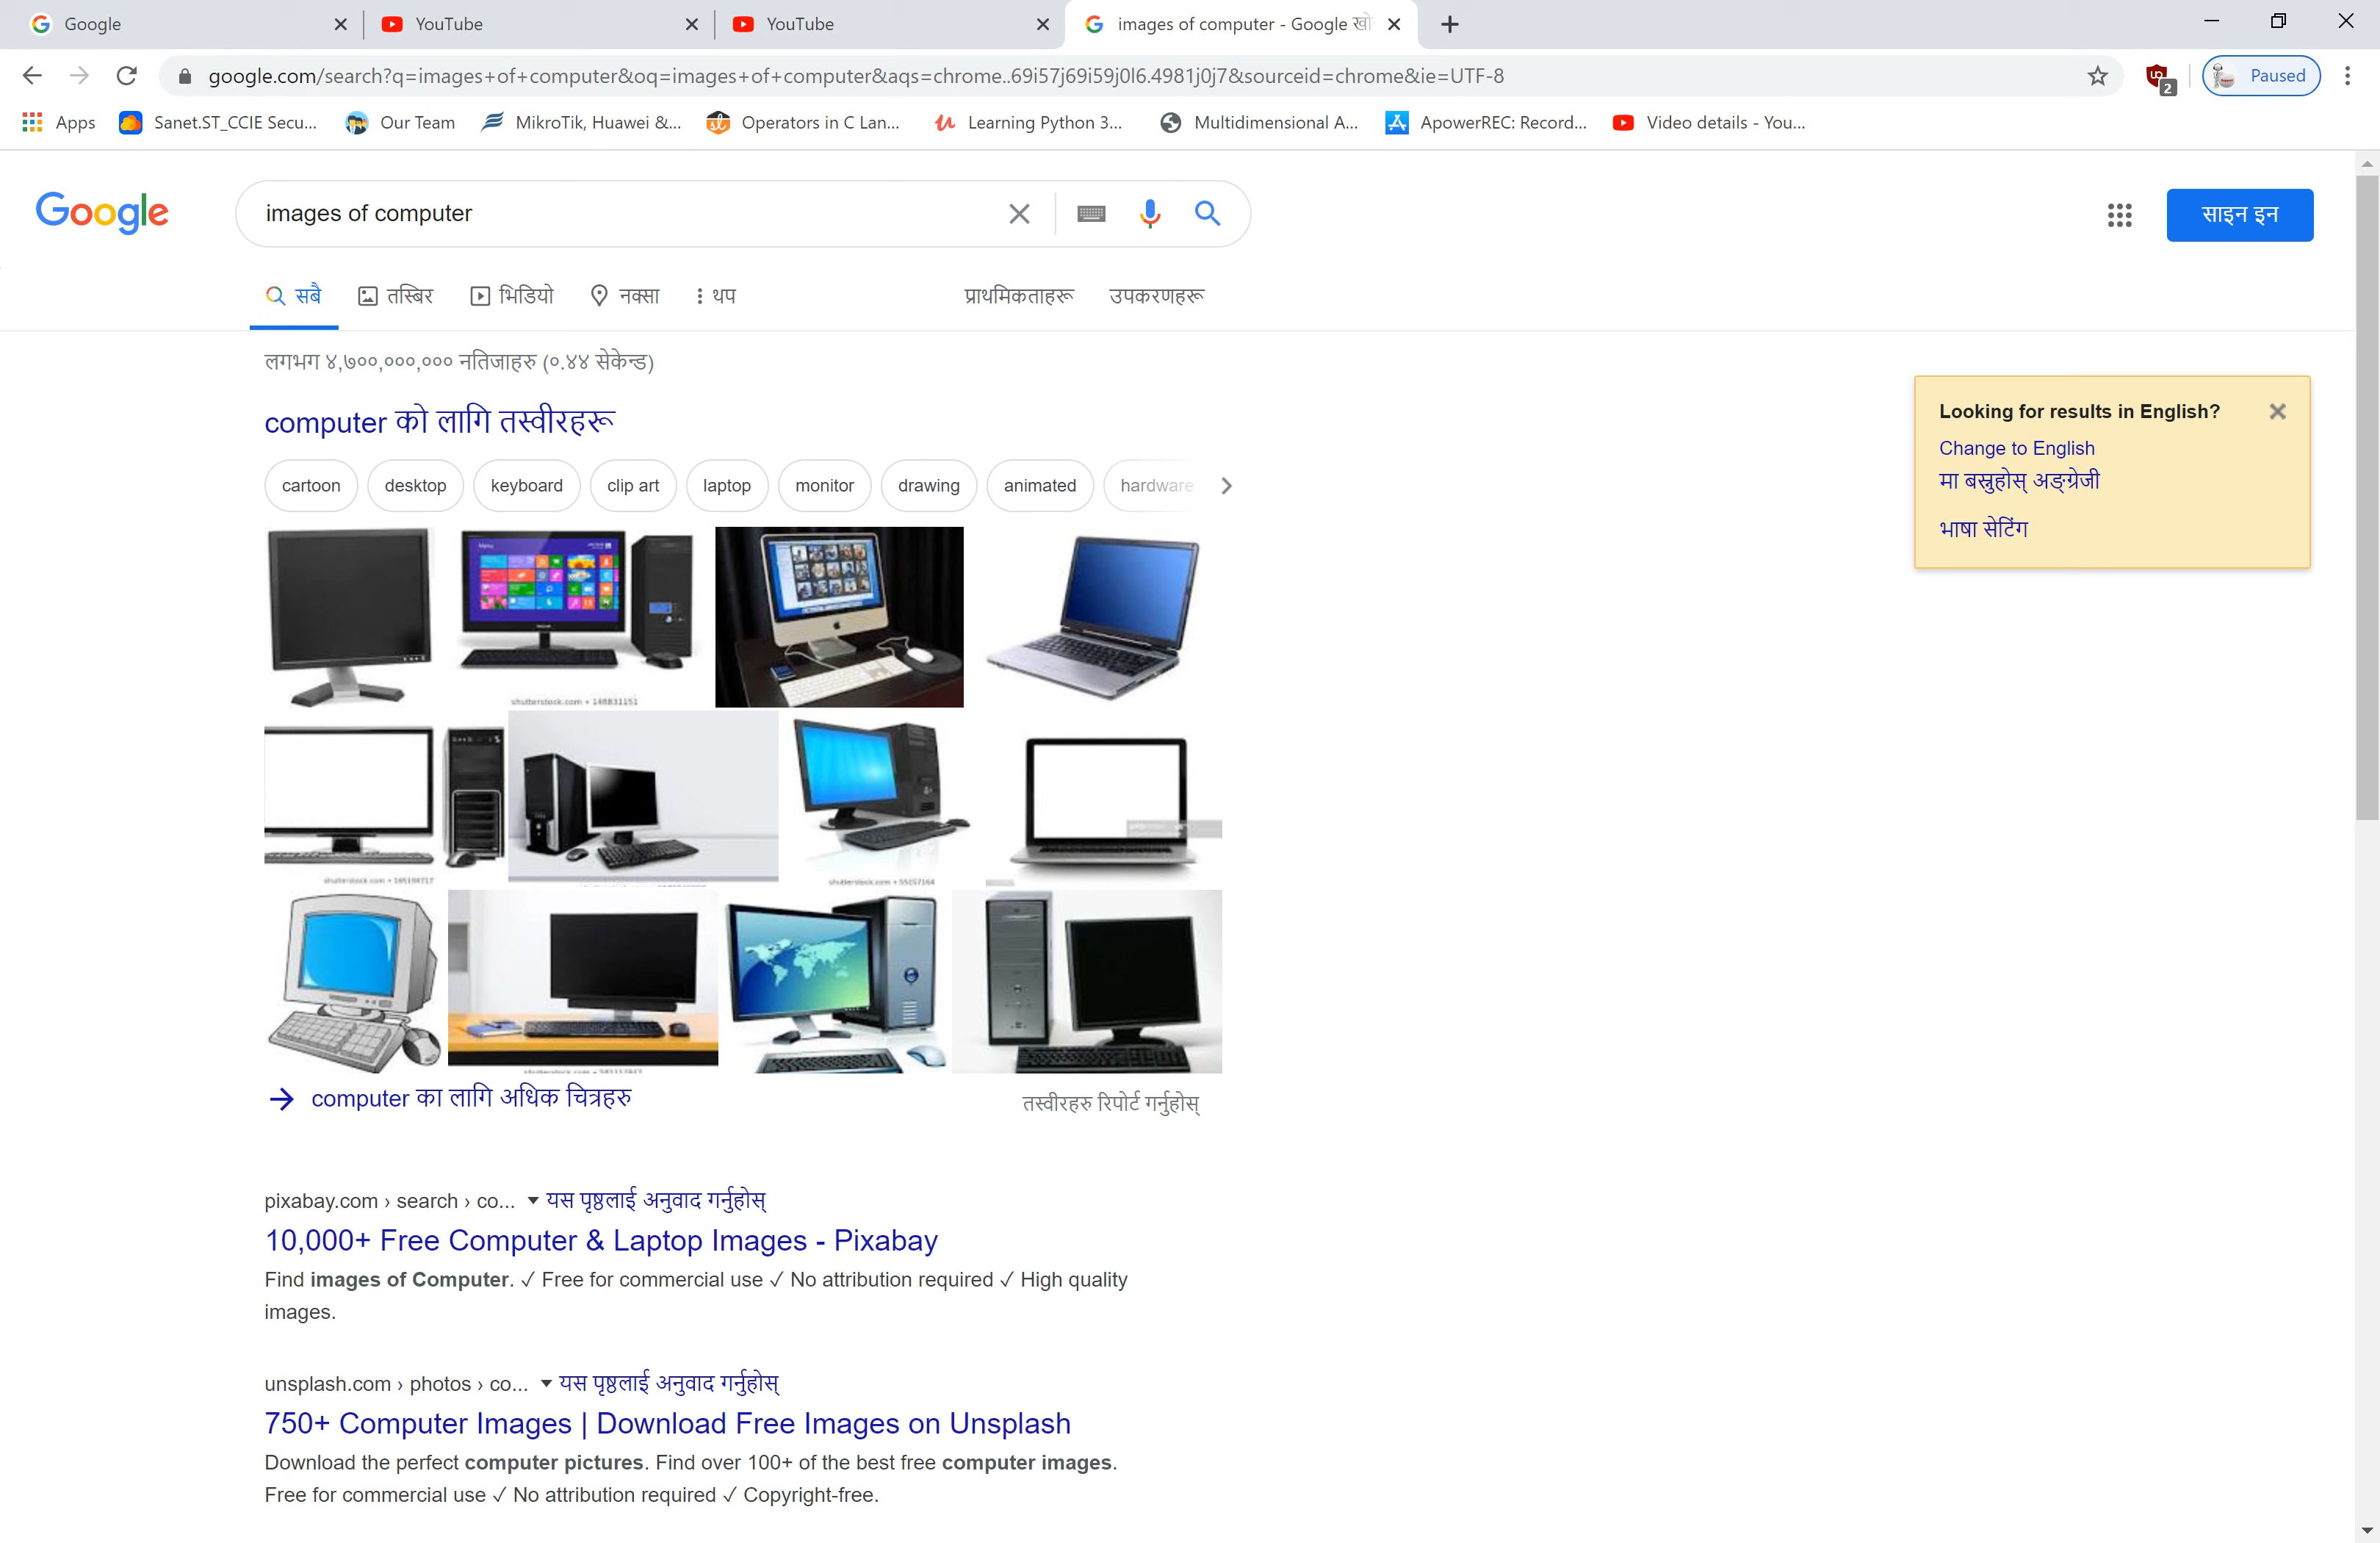 Google
YouTube
YouTube
images of computer - Google खो
google.com/search?q=images+of+computer&oq=images+of+computer&aqs=chrome..69i57j69i59j0l6.4981j0j7&sourceid=chrome&ie=UTF-8
2
Paused
Apps
Sanet.ST_CCIE Secu...
Our Team
MikroTik, Huawei &...
Operators in C Lan...
Learning Python 3...
Multidimensional A...
ApowerREC: Record...
Video details - You...
Google
images of computer
साइन इन
सबै
तस्बिर
भिडियो
नक्सा
थप
प्राथमिकताहरू
उपकरणहरू
लगभग ४,७००,०००,००० नतिजाहरु (०.४४ सेकेन्ड)
Looking for results in English?
Change to English
मा बस्नुहोस् अङ्ग्रेजी
भाषा सेटिंग
computer को लागि तस्वीरहरू
cartoon
desktop
keyboard
clip art
laptop
monitor
drawing
animated
hardware
shutterstock.com • 148831151
shutterstock.com • 55157164
computer का लागि अधिक चित्रहरु
तस्वीरहरु रिपोर्ट गर्नुहोस्
pixabay.com › search › co... यस पृष्ठलाई अनुवाद गर्नुहोस्
10,000+ Free Computer & Laptop Images - Pixabay
Find images of Computer. ✓ Free for commercial use ✓ No attribution required ✓ High quality
images.
unsplash.com › photos › co... यस पृष्ठलाई अनुवाद गर्नुहोस्
750+ Computer Images | Download Free Images on Unsplash
Download the perfect computer pictures. Find over 100+ of the best free computer images.
Free for commercial use ✓ No attribution required ✓ Copyright-free.